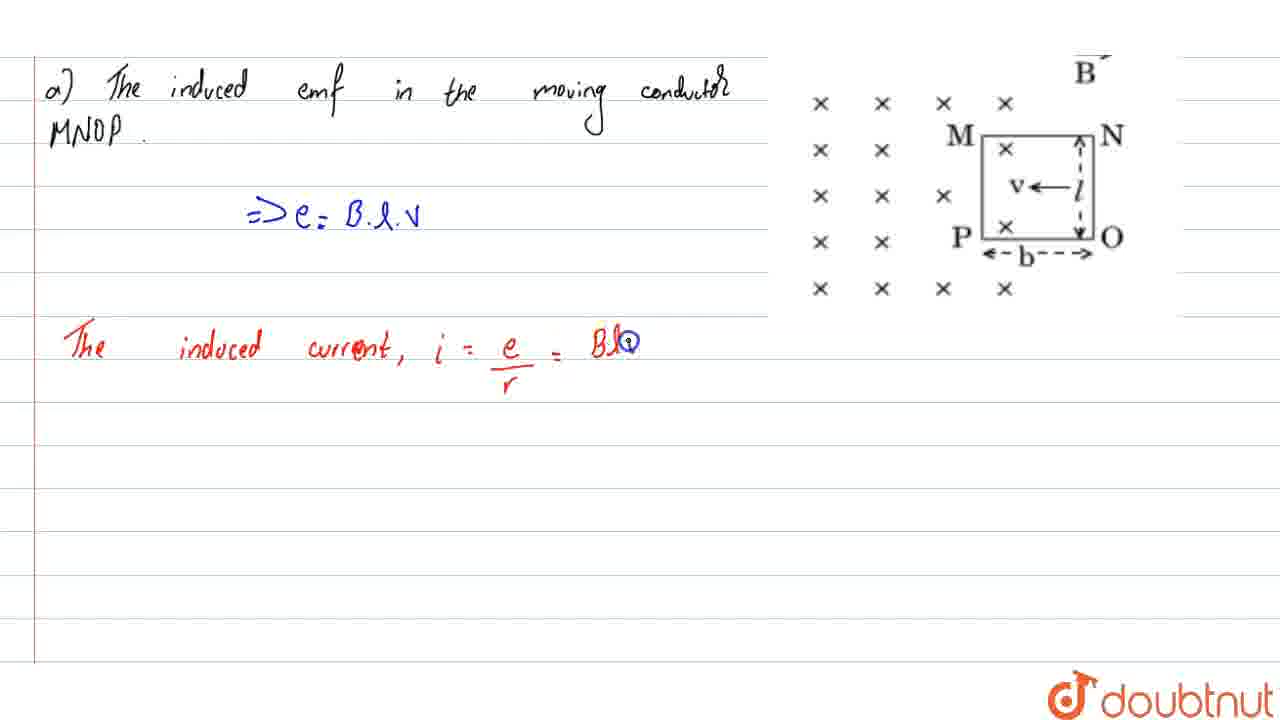 a) The induced emf in the moving conductor
MNOP.
=> e = B.l.v
The induced current, i = e/r = Bl
B
× × × ×
M × N
× ×
× × × v l
× ×
P × O
b
× × × ×
doubtnut